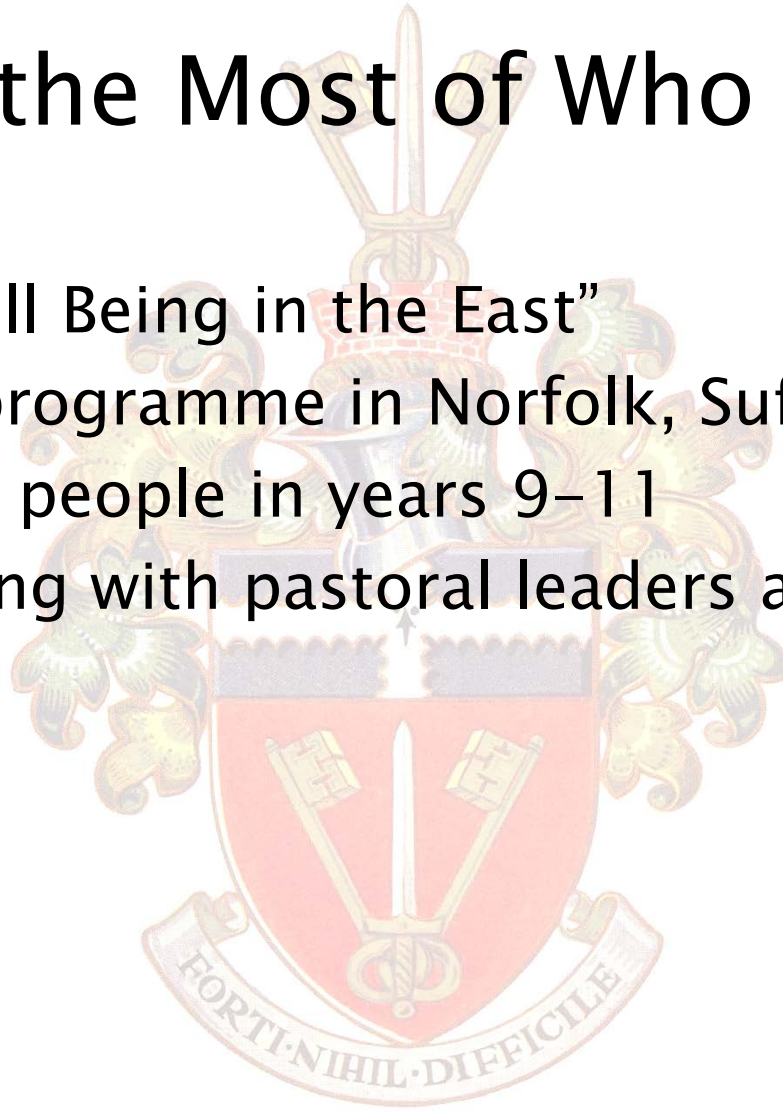 the Most of Who
ll Being in the East”
programme in Norfolk, Suf
people in years 9–11
ng with pastoral leaders a
FORTI·NIHIL·DIFFICILE